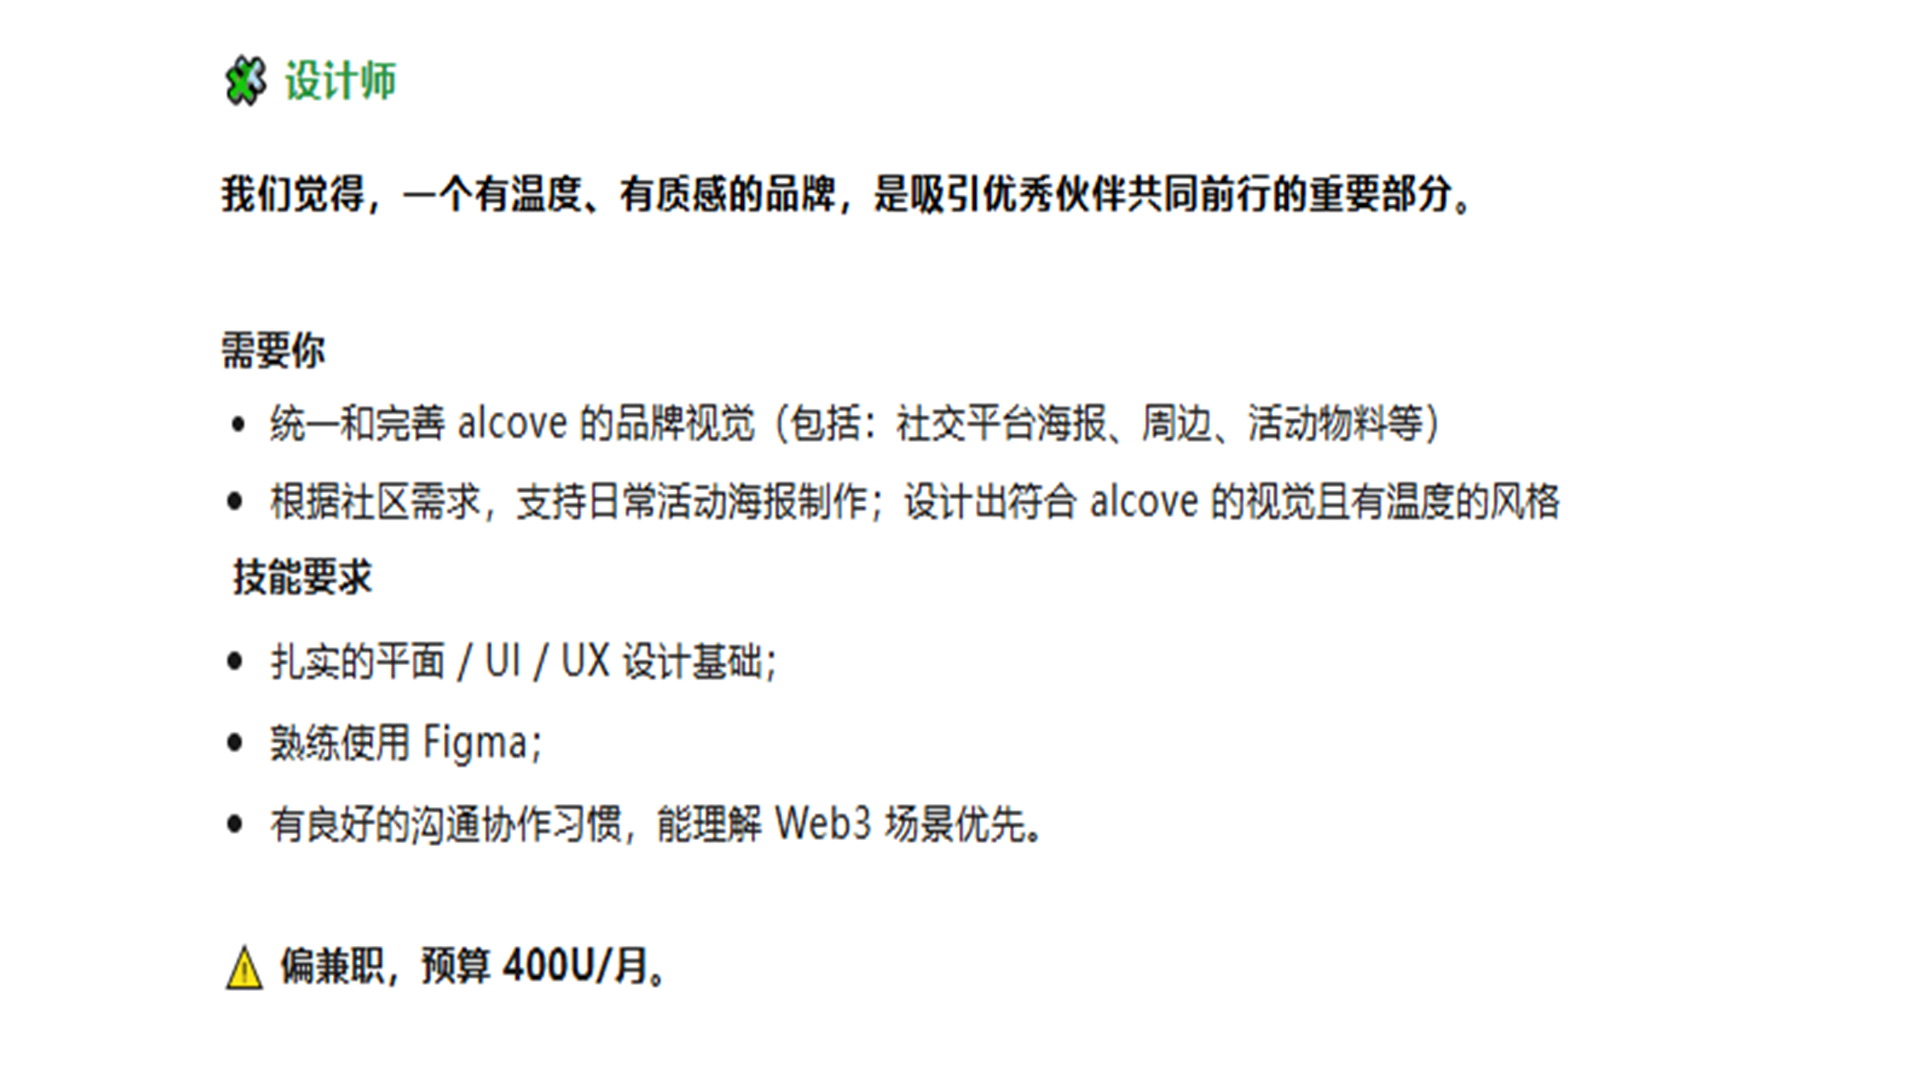 设计师
我们觉得，一个有温度、有质感的品牌，是吸引优秀伙伴共同前行的重要部分。
需要你
• 统一和完善 alcove 的品牌视觉（包括：社交平台海报、周边、活动物料等）
• 根据社区需求，支持日常活动海报制作；设计出符合 alcove 的视觉且有温度的风格
技能要求
• 扎实的平面 / UI / UX 设计基础；
• 熟练使用 Figma；
• 有良好的沟通协作习惯，能理解 Web3 场景优先。
⚠ 偏兼职，预算 400U/月。